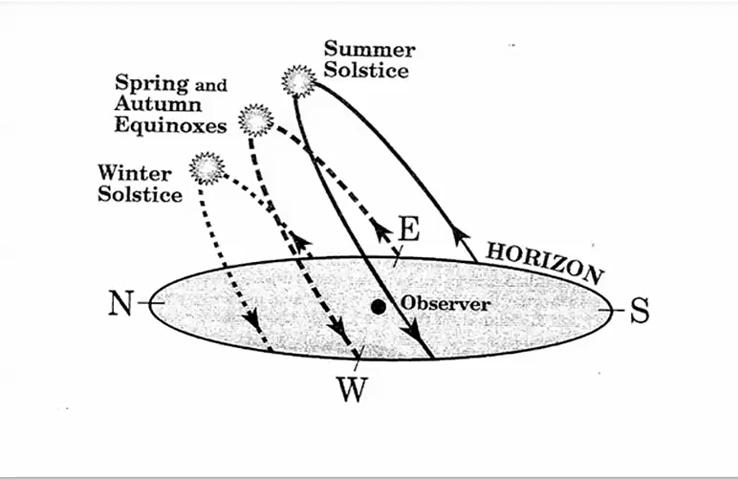 Summer
Solstice
Spring and
Autumn
Equinoxes
Winter
Solstice
E
HORIZON
N
Observer
S
W